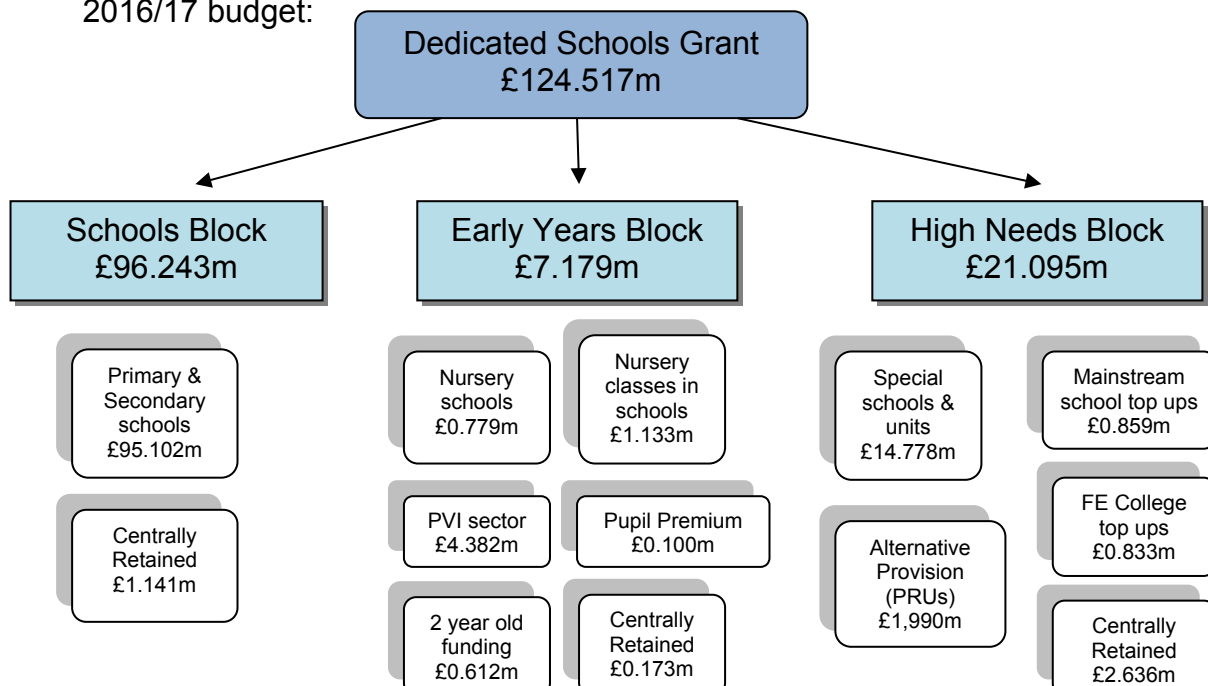 2016/17 budget:
Dedicated Schools Grant
£124.517m
Schools Block
£96.243m
Early Years Block
£7.179m
High Needs Block
£21.095m
Primary &
Secondary
schools
£95.102m
Centrally
Retained
£1.141m
Nursery
schools
£0.779m
Nursery
classes in
schools
£1.133m
PVI sector
£4.382m
Pupil Premium
£0.100m
2 year old
funding
£0.612m
Centrally
Retained
£0.173m
Special
schools &
units
£14.778m
Mainstream
school top ups
£0.859m
Alternative
Provision
(PRUs)
£1,990m
FE College
top ups
£0.833m
Centrally
Retained
£2.636m